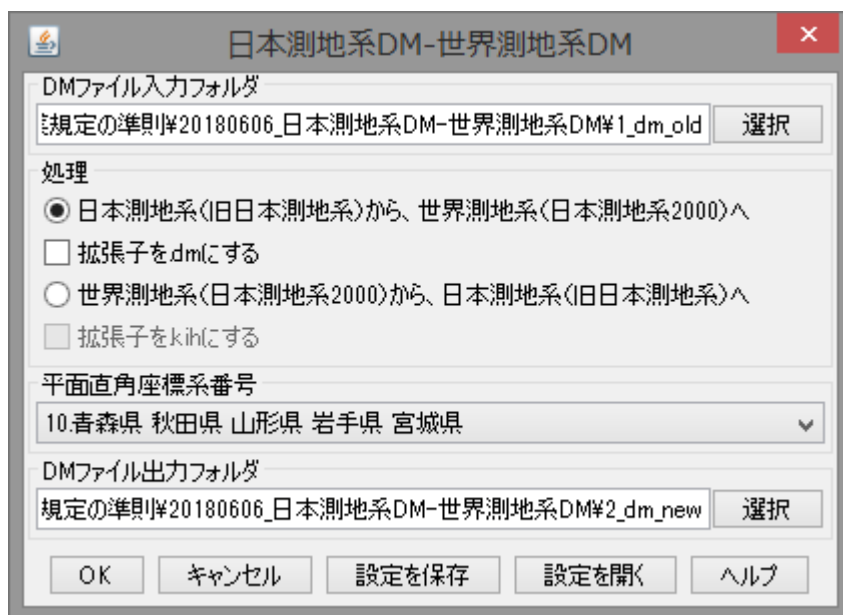 日本測地系DM-世界測地系DM
DMファイル入力フォルダ
規定の準則¥20180606_日本測地系DM-世界測地系DM¥1_dm_old 選択
処理
日本測地系(旧日本測地系)から、世界測地系(日本測地系2000)へ
拡張子をdmにする
世界測地系(日本測地系2000)から、日本測地系(旧日本測地系)へ
拡張子をkihにする
平面直角座標系番号
10.青森県 秋田県 山形県 岩手県 宮城県
DMファイル出力フォルダ
規定の準則¥20180606_日本測地系DM-世界測地系DM¥2_dm_new 選択
OK キャンセル 設定を保存 設定を開く ヘルプ